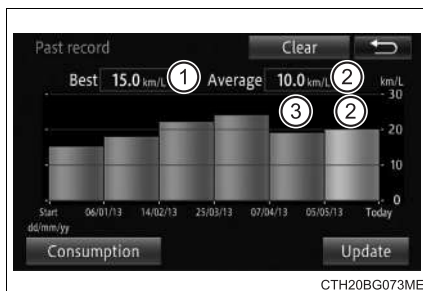 Past record Clear
Best 15.0 km/L 1 Average 10.0 km/L 2 km/L
30
3 2
20
10
0
Start 06/01/13 14/02/13 25/03/13 07/04/13 05/05/13 Today
dd/mm/yy
Consumption Update
CTH20BG073ME